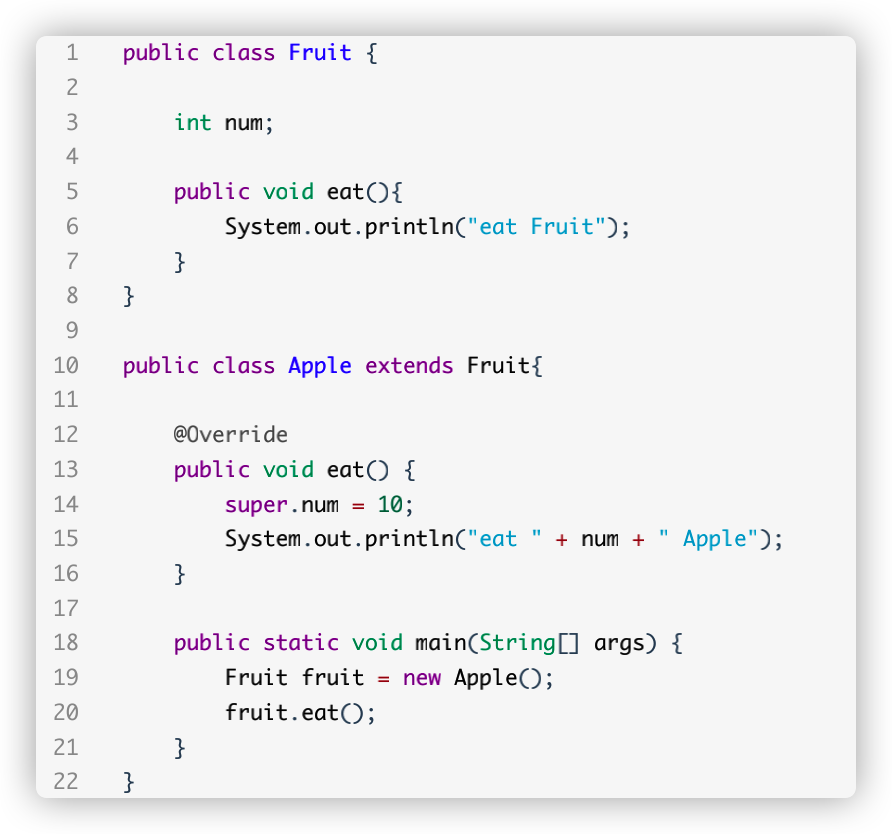 1 public class Fruit {
2
3     int num;
4
5     public void eat(){
6         System.out.println("eat Fruit");
7     }
8 }
9
10 public class Apple extends Fruit{
11
12     @Override
13     public void eat() {
14         super.num = 10;
15         System.out.println("eat " + num + " Apple");
16     }
17
18     public static void main(String[] args) {
19         Fruit fruit = new Apple();
20         fruit.eat();
21     }
22 }